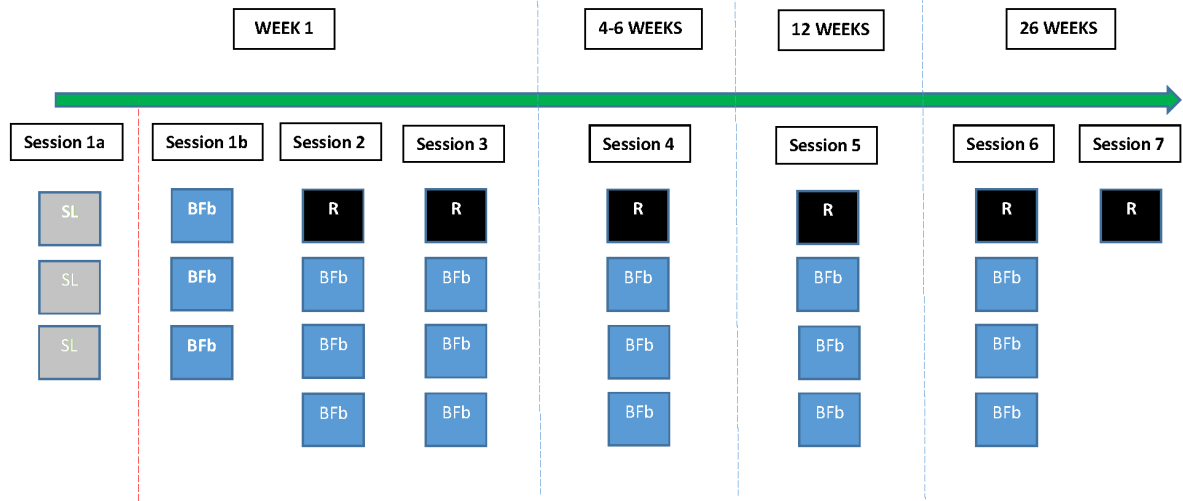 WEEK 1 4-6 WEEKS 12 WEEKS 26 WEEKS
Session 1a Session 1b Session 2 Session 3 Session 4 Session 5 Session 6 Session 7
SL BFb R R R R R R
SL BFb BFb BFb BFb BFb BFb
SL BFb BFb BFb BFb BFb BFb
BFb BFb BFb BFb BFb